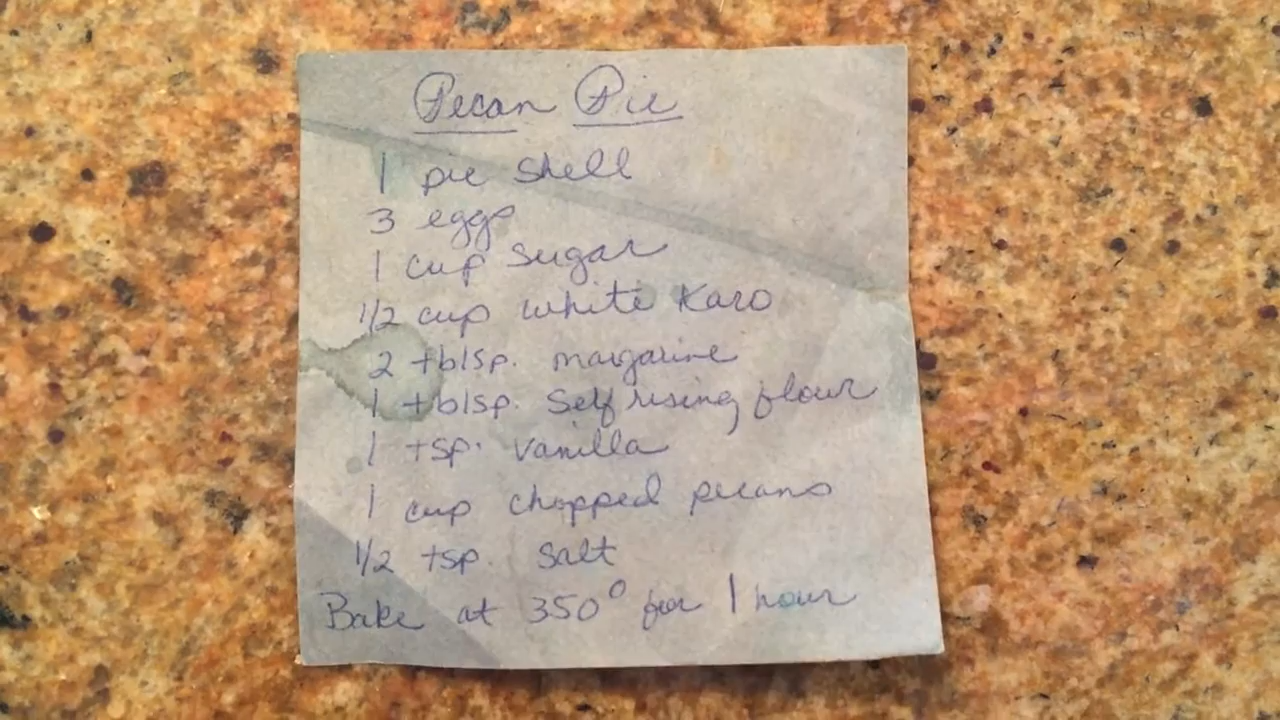 Pecan Pie
1 pie shell
3 eggs
1 cup sugar
1/2 cup white Karo
2 tblsp. margarine
1 tblsp. Self rising flour
1 tsp. vanilla
1 cup chopped pecans
1/2 tsp. salt
Bake at 350° for 1 hour